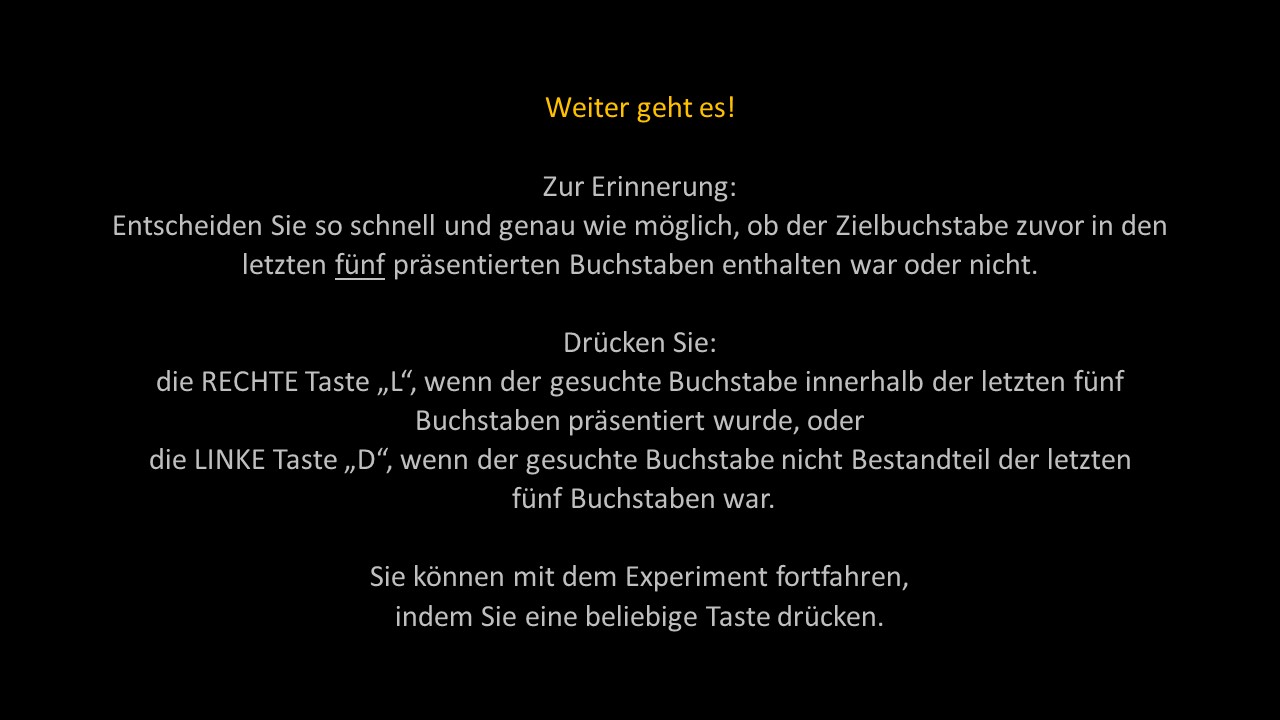 Weiter geht es!
Zur Erinnerung:
Entscheiden Sie so schnell und genau wie möglich, ob der Zielbuchstabe zuvor in den
letzten fünf präsentierten Buchstaben enthalten war oder nicht.
Drücken Sie:
die RECHTE Taste „L“, wenn der gesuchte Buchstabe innerhalb der letzten fünf
Buchstaben präsentiert wurde, oder
die LINKE Taste „D“, wenn der gesuchte Buchstabe nicht Bestandteil der letzten
fünf Buchstaben war.
Sie können mit dem Experiment fortfahren,
indem Sie eine beliebige Taste drücken.